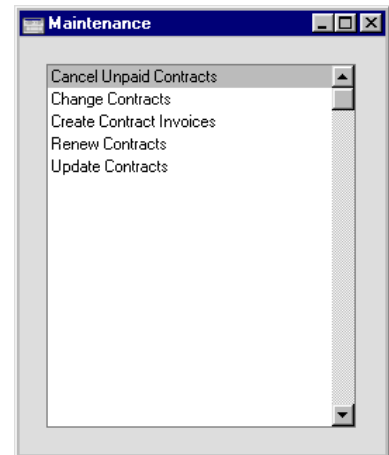 Maintenance
Cancel Unpaid Contracts
Change Contracts
Create Contract Invoices
Renew Contracts
Update Contracts